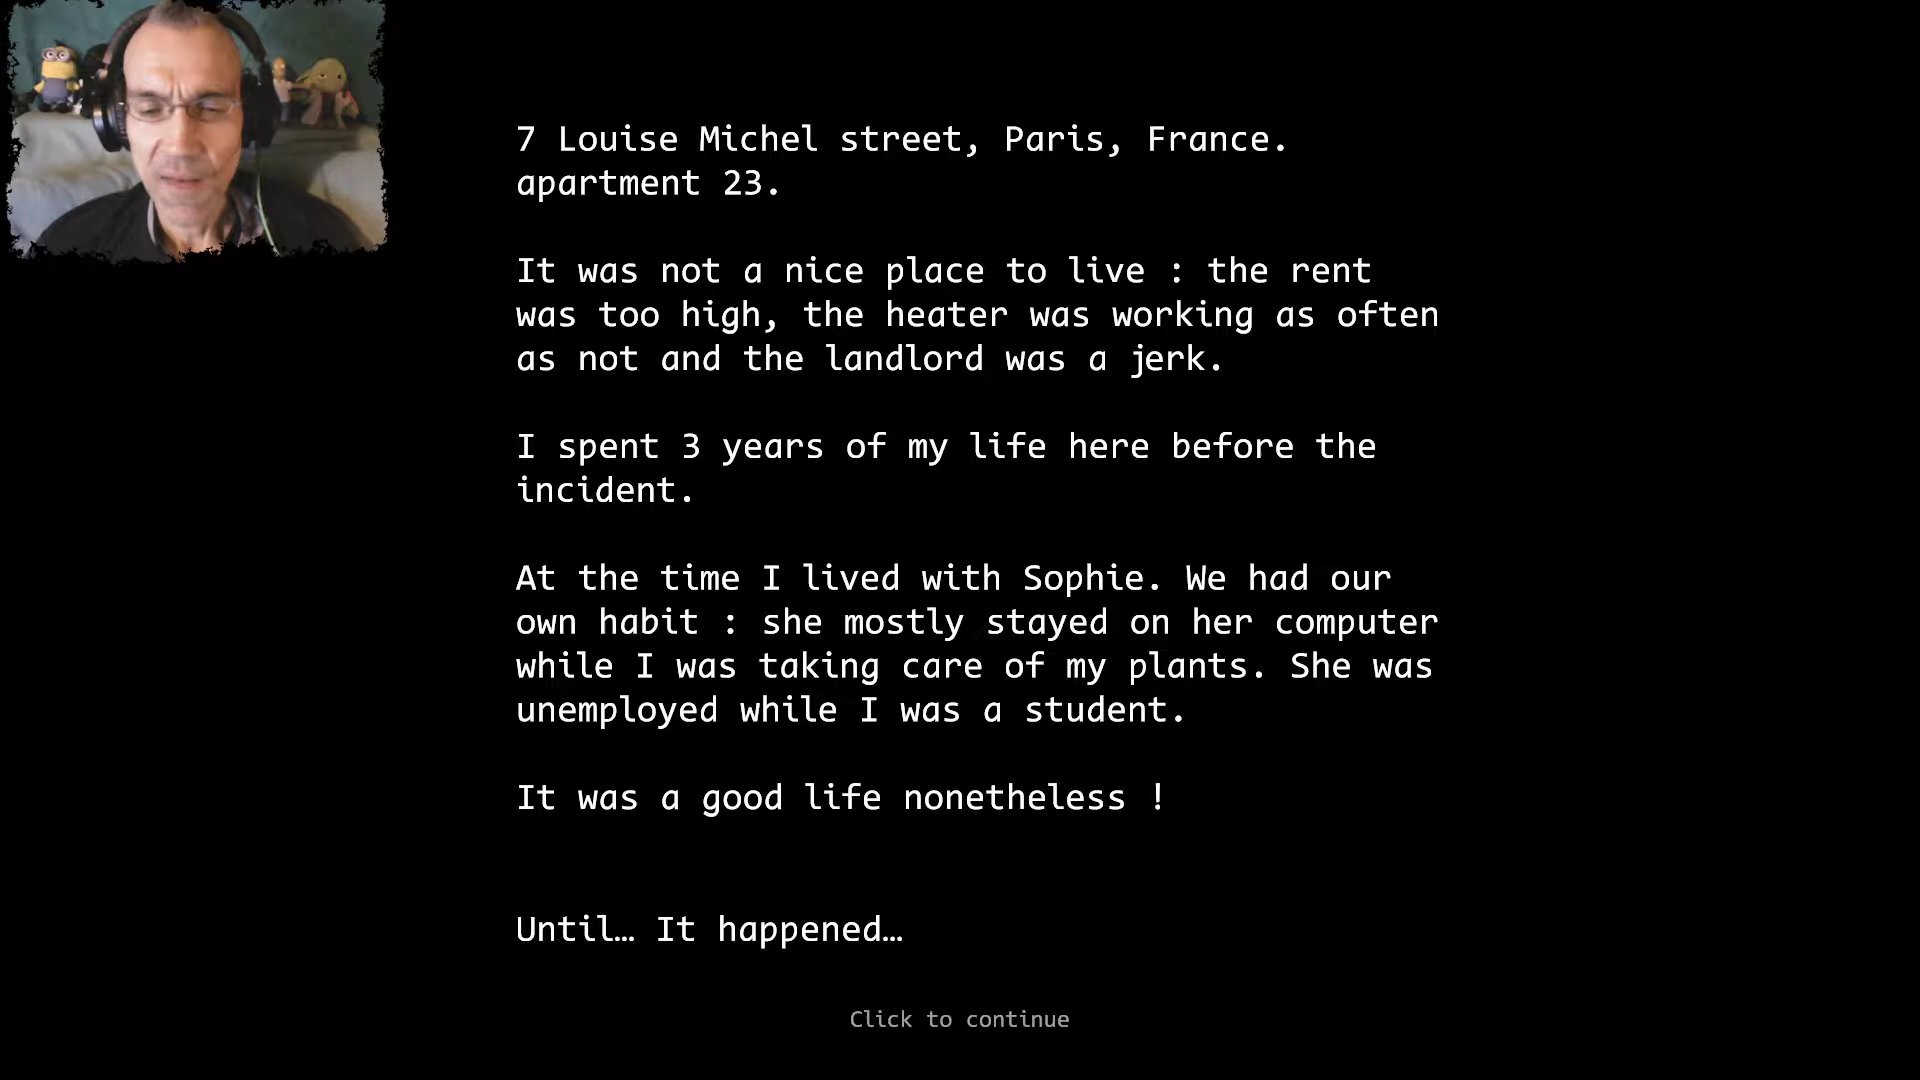 7 Louise Michel street, Paris, France.
apartment 23.
It was not a nice place to live : the rent
was too high, the heater was working as often
as not and the landlord was a jerk.
I spent 3 years of my life here before the
incident.
At the time I lived with Sophie. We had our
own habit : she mostly stayed on her computer
while I was taking care of my plants. She was
unemployed while I was a student.
It was a good life nonetheless !
Until… It happened…
Click to continue